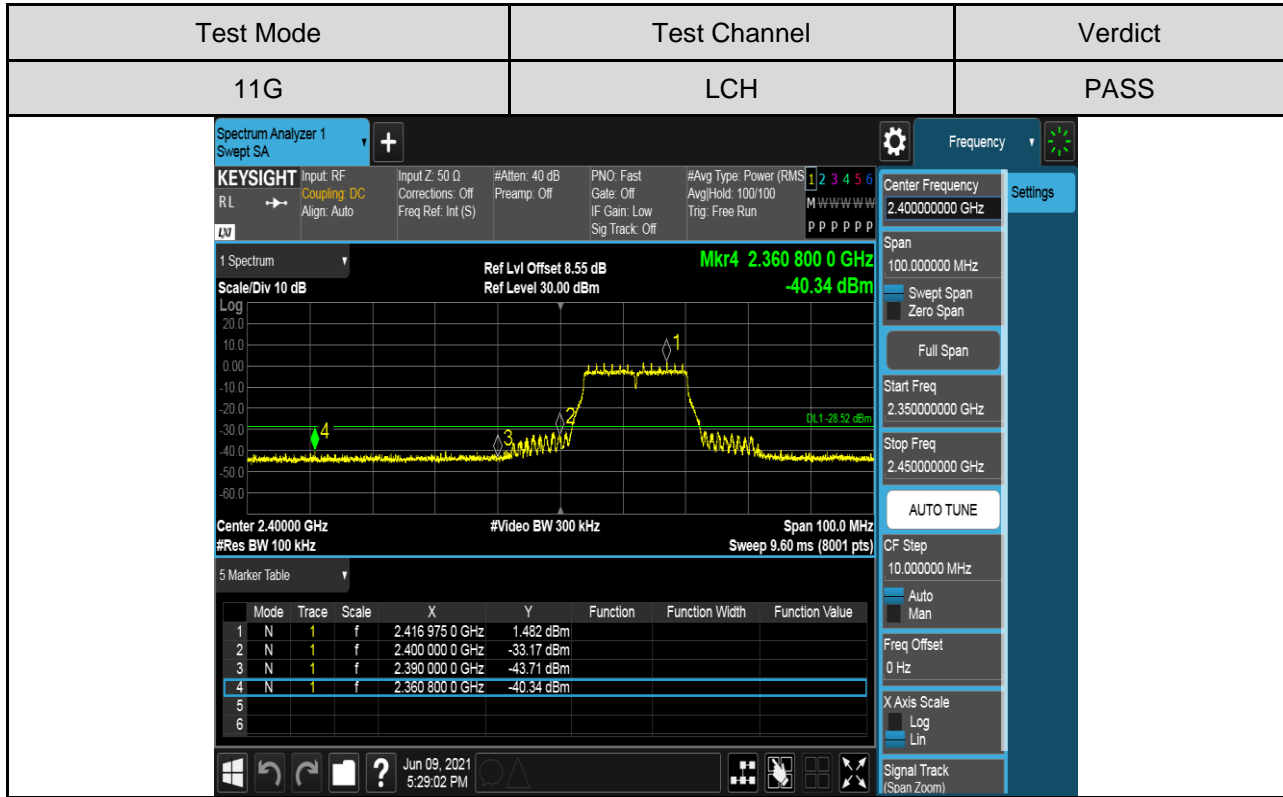 Test Mode Test Channel Verdict
11G LCH PASS
Spectrum Analyzer 1
Swept SA
+
Frequency
KEYSIGHT
RL
LXI
Input: RF
Coupling: DC
Align: Auto
Input Z: 50 Ω
Corrections: Off
Freq Ref: Int (S)
#Atten: 40 dB
Preamp: Off
PNO: Fast
Gate: Off
IF Gain: Low
Sig Track: Off
#Avg Type: Power (RMS
Avg|Hold: 100/100
Trig: Free Run
1 2 3 4 5 6
M W W W W W
P P P P P P
1 Spectrum
Scale/Div 10 dB
Ref Lvl Offset 8.55 dB
Ref Level 30.00 dBm
Mkr4 2.360 800 0 GHz
-40.34 dBm
Log
20.0
10.0
0.00
-10.0
-20.0
-30.0
-40.0
-50.0
-60.0
1
2
3
4
DL1 -28.52 dBm
Center 2.40000 GHz #Video BW 300 kHz Span 100.0 MHz
#Res BW 100 kHz Sweep 9.60 ms (8001 pts)
5 Marker Table
Mode Trace Scale X Y Function Function Width Function Value
1 N 1 f 2.416 975 0 GHz 1.482 dBm
2 N 1 f 2.400 000 0 GHz -33.17 dBm
3 N 1 f 2.390 000 0 GHz -43.71 dBm
4 N 1 f 2.360 800 0 GHz -40.34 dBm
5
6
?
Jun 09, 2021
5:29:02 PM
Center Frequency
2.400000000 GHz
Settings
Span
100.000000 MHz
Swept Span
Zero Span
Full Span
Start Freq
2.350000000 GHz
Stop Freq
2.450000000 GHz
AUTO TUNE
CF Step
10.000000 MHz
Auto
Man
Freq Offset
0 Hz
X Axis Scale
Log
Lin
Signal Track
(Span Zoom)